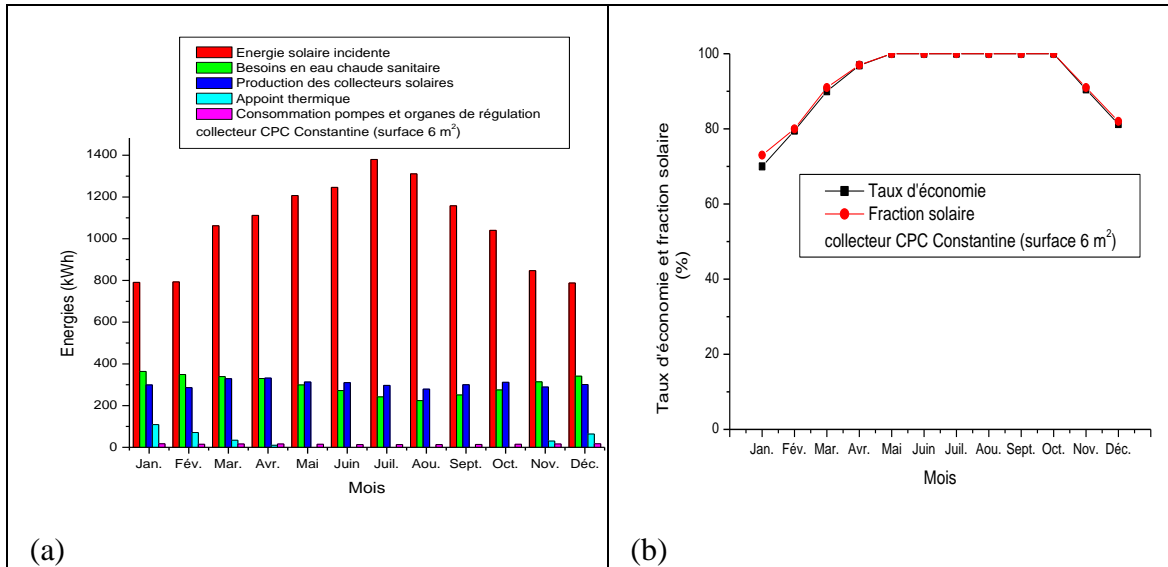 Energie solaire incidente
Besoins en eau chaude sanitaire
Production des collecteurs solaires
Appoint thermique
Consommation pompes et organes de régulation
collecteur CPC Constantine (surface 6 m²)
1400
1200
1000
800
600
400
200
0
Energies (kWh)
Jan. Fév. Mar. Avr. Mai Juin Juil. Aou. Sept. Oct. Nov. Déc.
Mois
(a)
100
80
60
40
20
0
Taux d'économie et fraction solaire
(%)
Taux d'économie
Fraction solaire
collecteur CPC Constantine (surface 6 m²)
Jan. Fév. Mar. Avr. Mai Juin Juil. Aou. Sept. Oct. Nov. Déc.
Mois
(b)